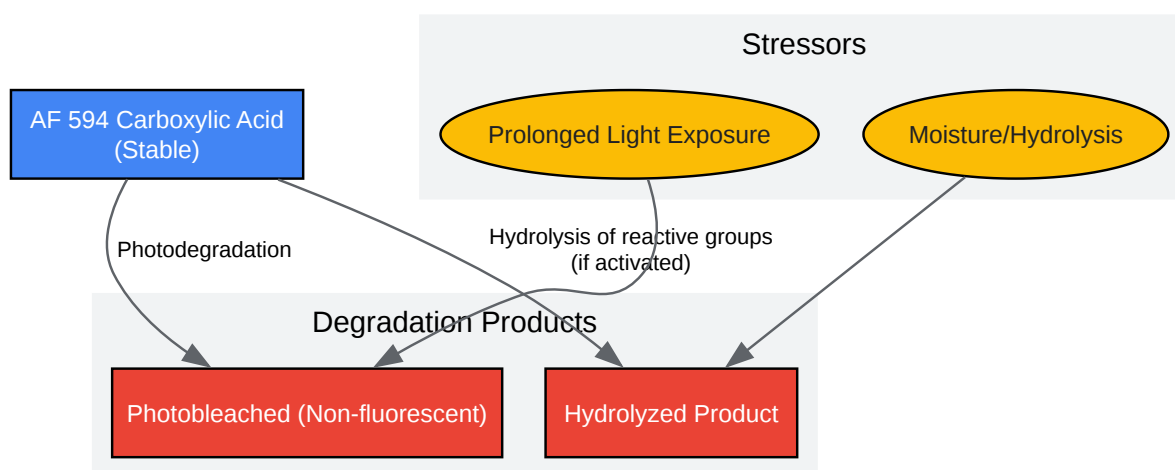 Stressors
AF 594 Carboxylic Acid
(Stable)
Prolonged Light Exposure
Moisture/Hydrolysis
Photodegradation
Hydrolysis of reactive groups
(if activated)
Degradation Products
Photobleached (Non-fluorescent)
Hydrolyzed Product